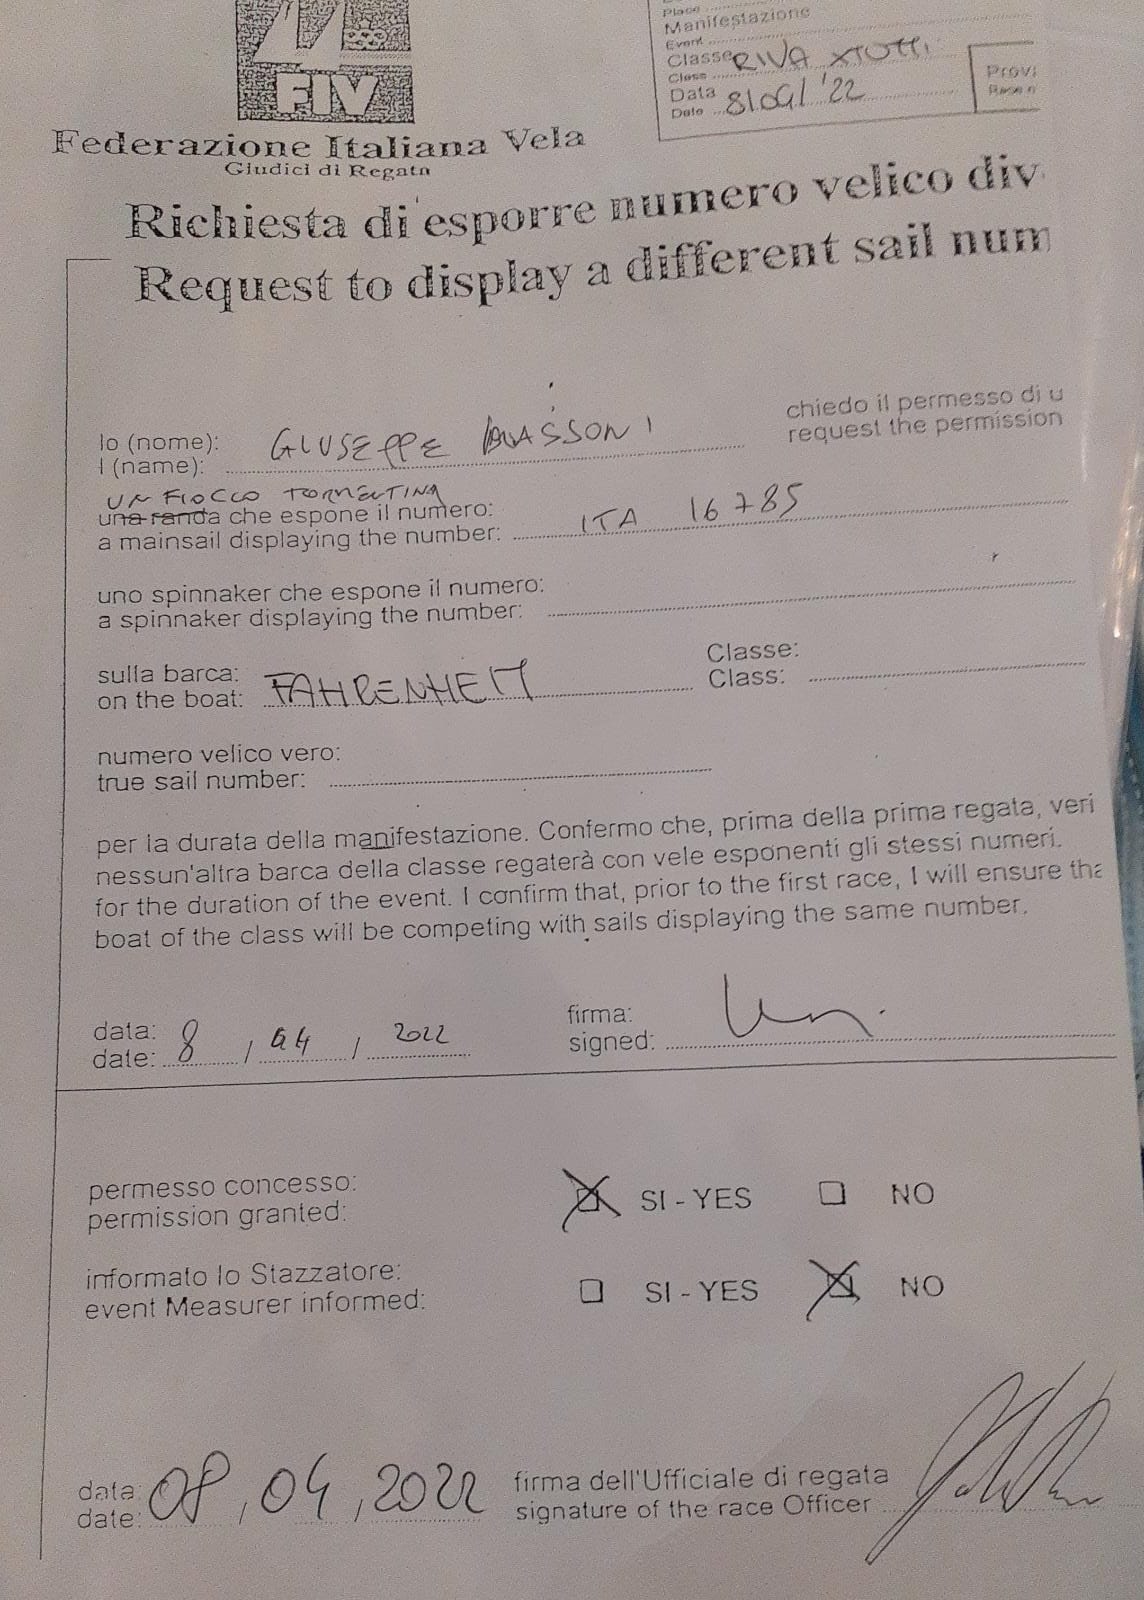 Place
Manifestazione
Event
Classe RIVA XTUTTI
Class
Data 8/04/'22
Date
Provi
FIV
Federazione Italiana Vela
Giudici di Regata
Richiesta di esporre numero velico div
Request to display a different sail num
Io (nome): GIUSEPPE chiedo il permesso di u
I (name): request the permission
UN FIOCCO TORMENTINA
una randa che espone il numero: ITA 16785
a mainsail displaying the number:
uno spinnaker che espone il numero:
a spinnaker displaying the number:
sulla barca: FAHRENHEIT Classe:
on the boat: Class:
numero velico vero:
true sail number:
per la durata della manifestazione. Confermo che, prima della prima regata, veri
nessun'altra barca della classe regaterà con vele esponenti gli stessi numeri.
for the duration of the event. I confirm that, prior to the first race, I will ensure tha
boat of the class will be competing with sails displaying the same number.
data: 8 / 04 / 2022 firma:
date: signed:
permesso concesso: SI - YES NO
permission granted:
informato lo Stazzatore: SI - YES NO
event Measurer informed:
data: 08, 04, 2022 firma dell'Ufficiale di regata
date: signature of the race Officer